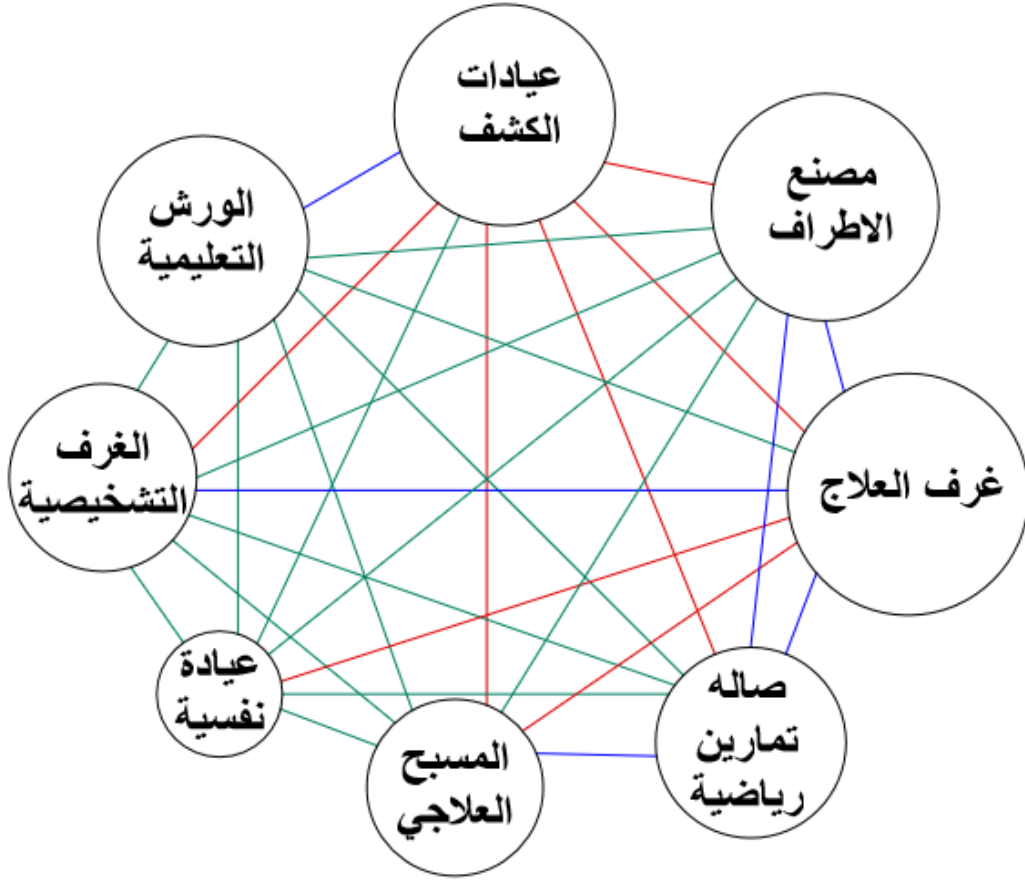 عيادات
الكشف
مصنع
الاطراف
الورش
التعليمية
الغرف
التشخيصية
غرف العلاج
عيادة
نفسية
صاله
تمارين
رياضية
المسبح
العلاجي